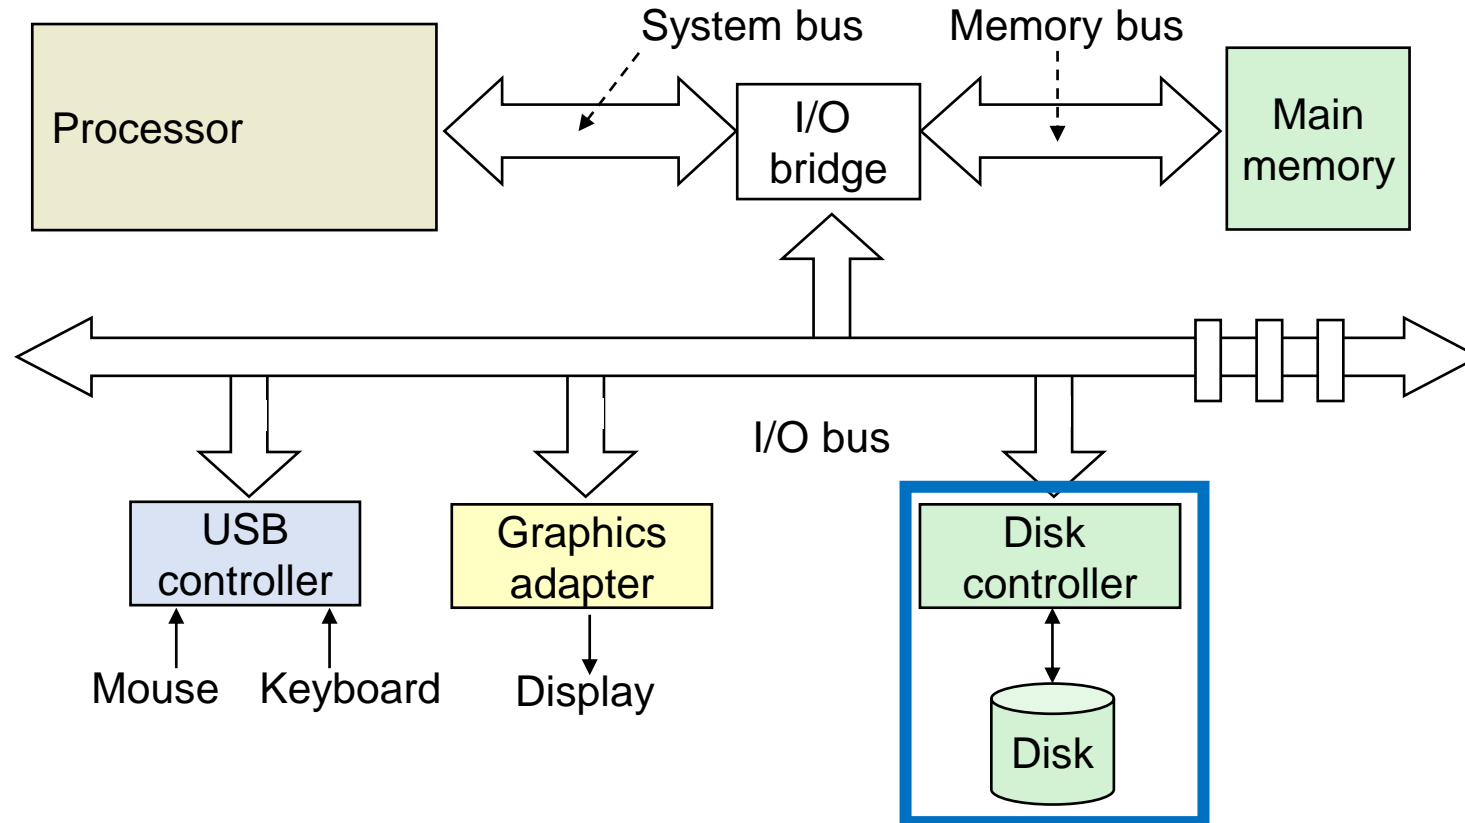 System bus
Memory bus
Processor
I/O
bridge
Main
memory
I/O bus
USB
controller
Graphics
adapter
Disk
controller
Mouse
Keyboard
Display
Disk